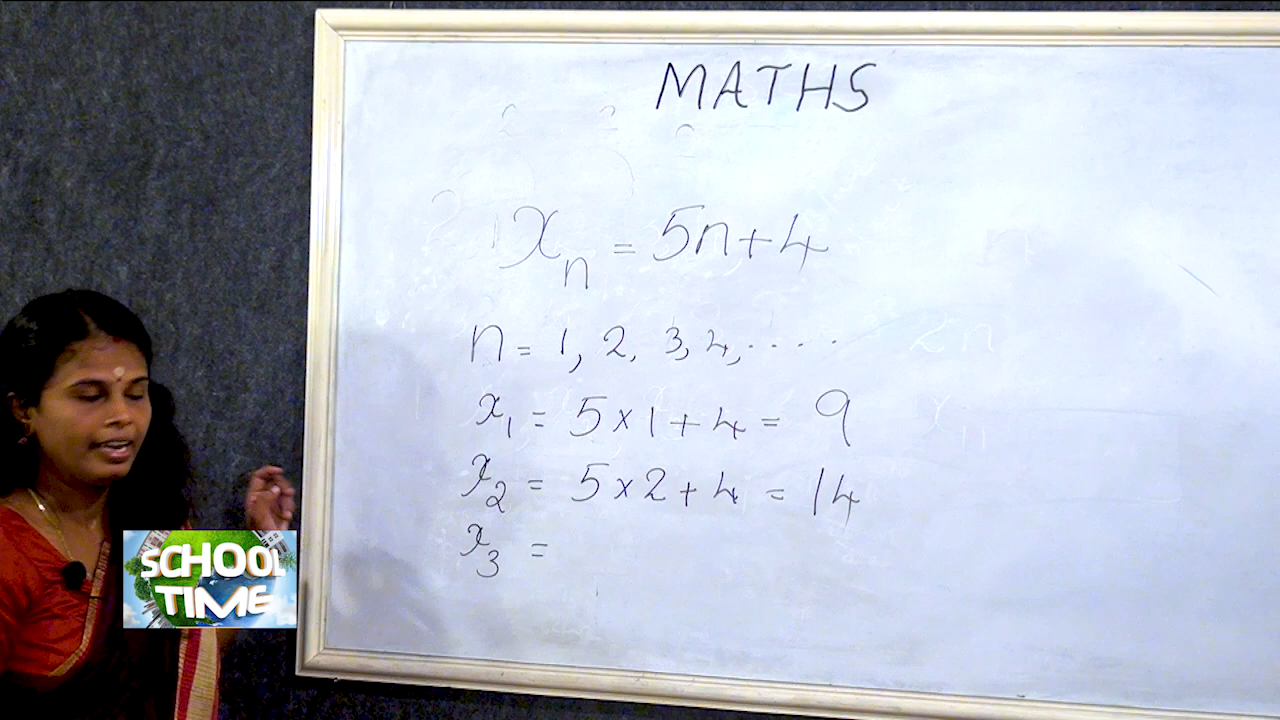 MATHS
xₙ = 5n+4
n = 1, 2, 3, 4, ....
x₁ = 5×1+4 = 9
x₂ = 5×2+4 = 14
x₃ =
SCHOOL
TIME